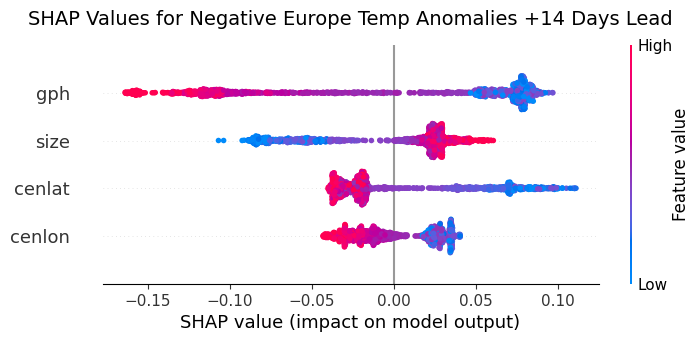 SHAP Values for Negative Europe Temp Anomalies +14 Days Lead
High
gph
size
cenlat
cenlon
Feature value
Low
−0.15 −0.10 −0.05 0.00 0.05 0.10
SHAP value (impact on model output)